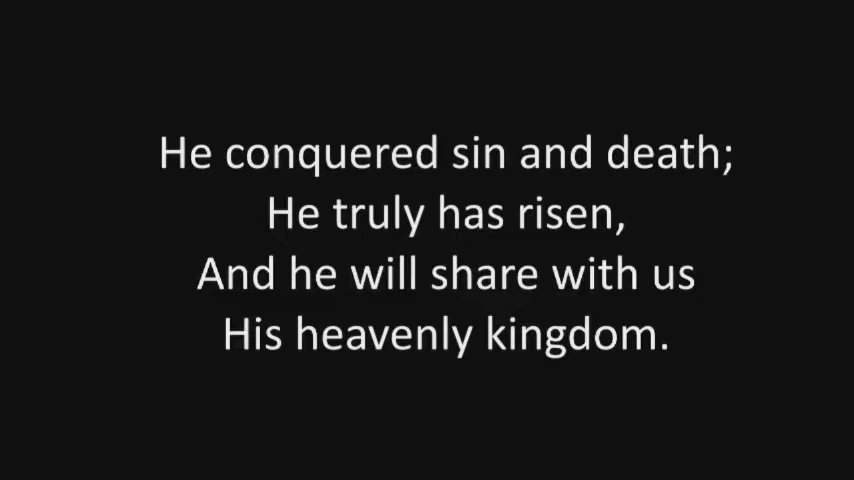 He conquered sin and death;
He truly has risen,
And he will share with us
His heavenly kingdom.